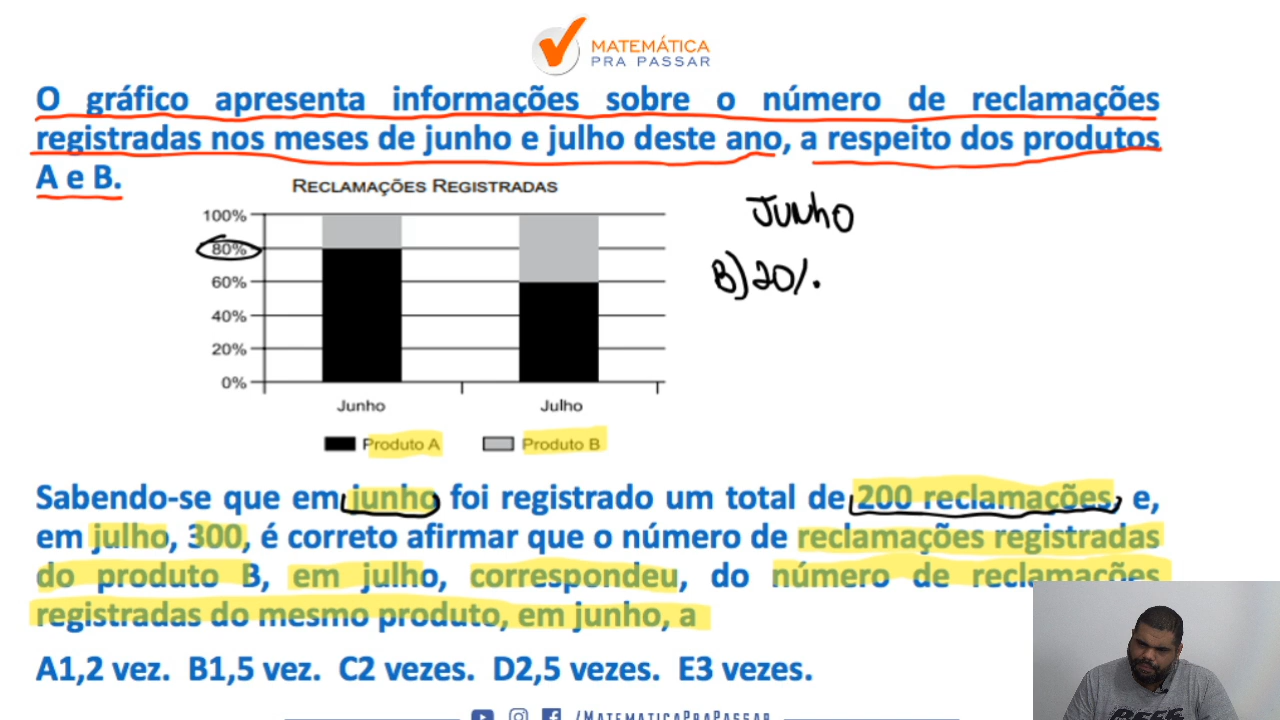 MATEMÁTICA
PRA PASSAR
O gráfico apresenta informações sobre o número de reclamações
registradas nos meses de junho e julho deste ano, a respeito dos produtos
A e B.
RECLAMAÇÕES REGISTRADAS
100%
80%
60%
40%
20%
0%
Junho
Julho
Produto A
Produto B
Junho
B) 20%
Sabendo-se que em junho foi registrado um total de 200 reclamações, e,
em julho, 300, é correto afirmar que o número de reclamações registradas
do produto B, em julho, correspondeu, do número de reclamações
registradas do mesmo produto, em junho, a
A1,2 vez. B1,5 vez. C2 vezes. D2,5 vezes. E3 vezes.
/MATEMATICAPRAPASSAR